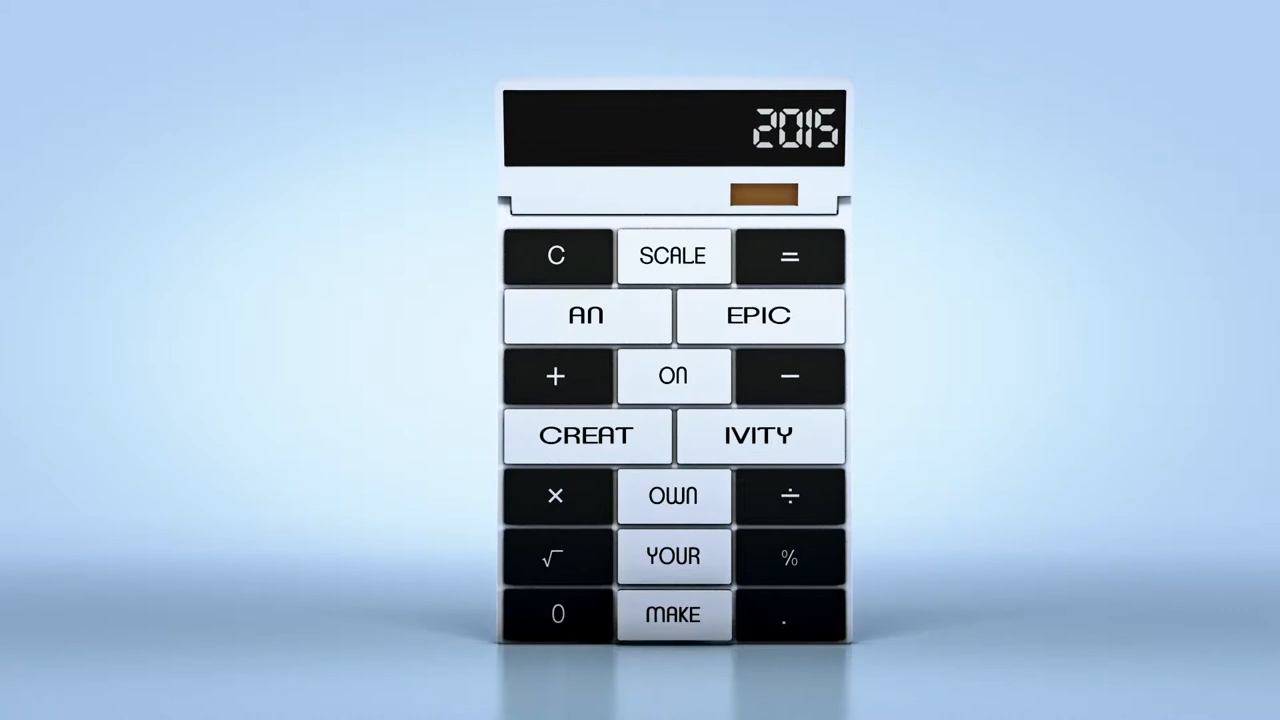 2015
C SCALE =
AN EPIC
+ ON −
CREAT IVITY
× OWN ÷
√ YOUR %
0 MAKE .